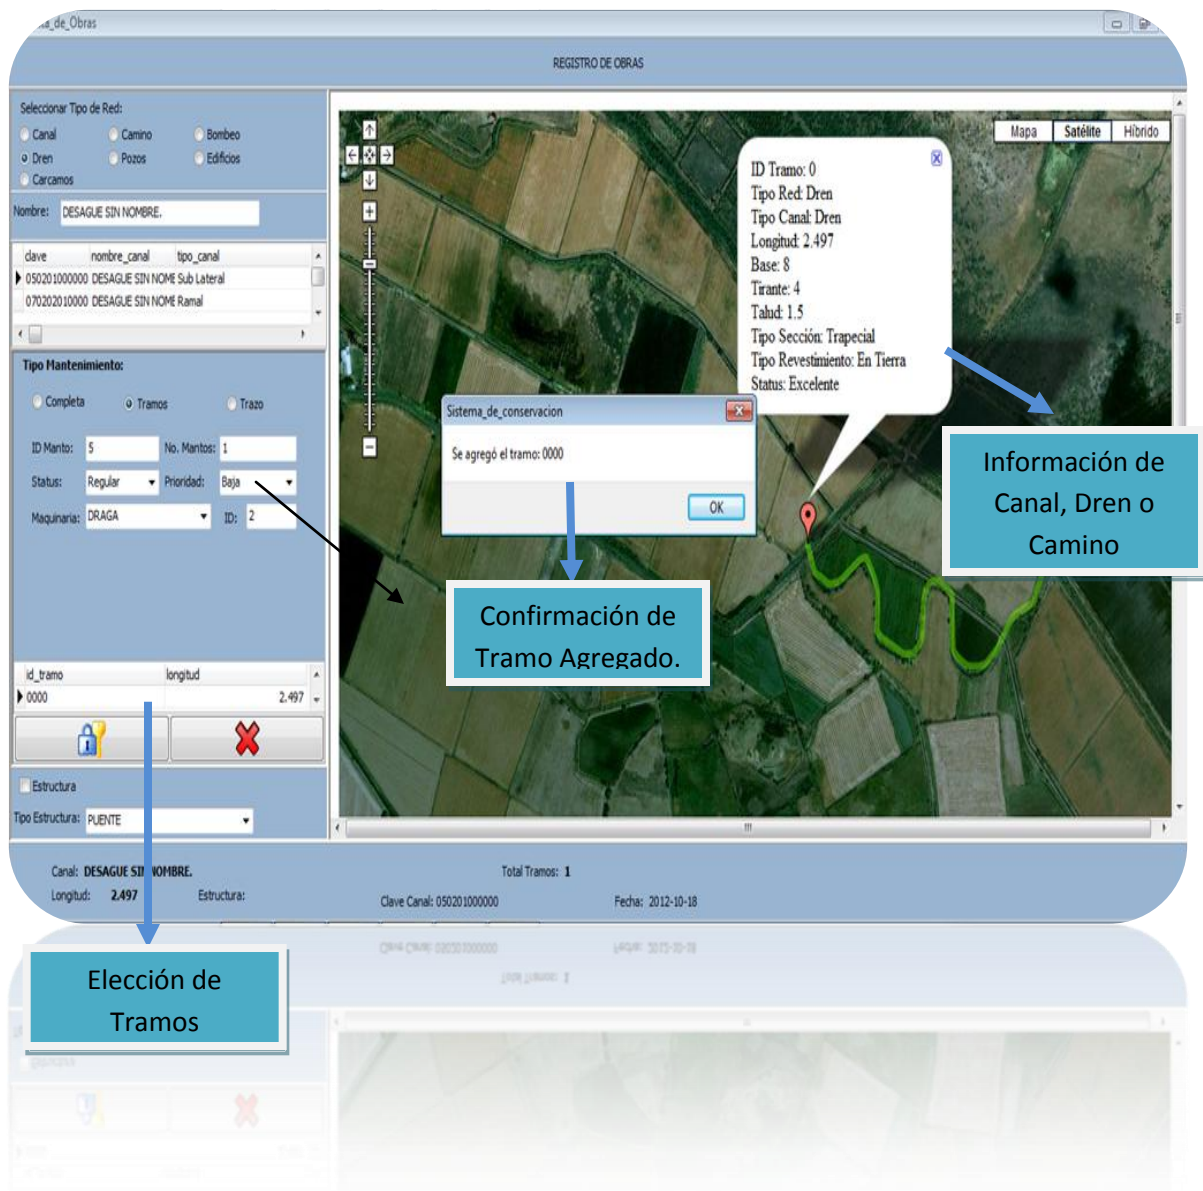 REGISTRO DE OBRAS
Seleccionar Tipo de Red:
Canal Camino Bombeo
Dren Pozos Edificios
Carcamos
Nombre: DESAGUE SIN NOMBRE.
clave nombre_canal tipo_canal
050201000000 DESAGUE SIN NOME Sub Lateral
070202010000 DESAGUE SIN NOME Ramal
Tipo Mantenimiento:
Completa Tramos Trazo
ID Manto: 5 No. Mantos: 1
Status: Regular Prioridad: Baja
Maquinaria: DRAGA ID: 2
id_tramo longitud
0000 2.497
Estructura
Tipo Estructura: PUENTE
Mapa Satélite Híbrido
ID Tramo: 0
Tipo Red: Dren
Tipo Canal: Dren
Longitud: 2.497
Base: 8
Tirante: 4
Talud: 1.5
Tipo Sección: Trapecial
Tipo Revestimiento: En Tierra
Status: Excelente
Sistema_de_conservacion
Se agregó el tramo: 0000
OK
Información de
Canal, Dren o
Camino
Confirmación de
Tramo Agregado.
Canal: DESAGUE SIN NOMBRE. Total Tramos: 1
Longitud: 2.497 Estructura: Clave Canal: 050201000000 Fecha: 2012-10-18
Elección de
Tramos